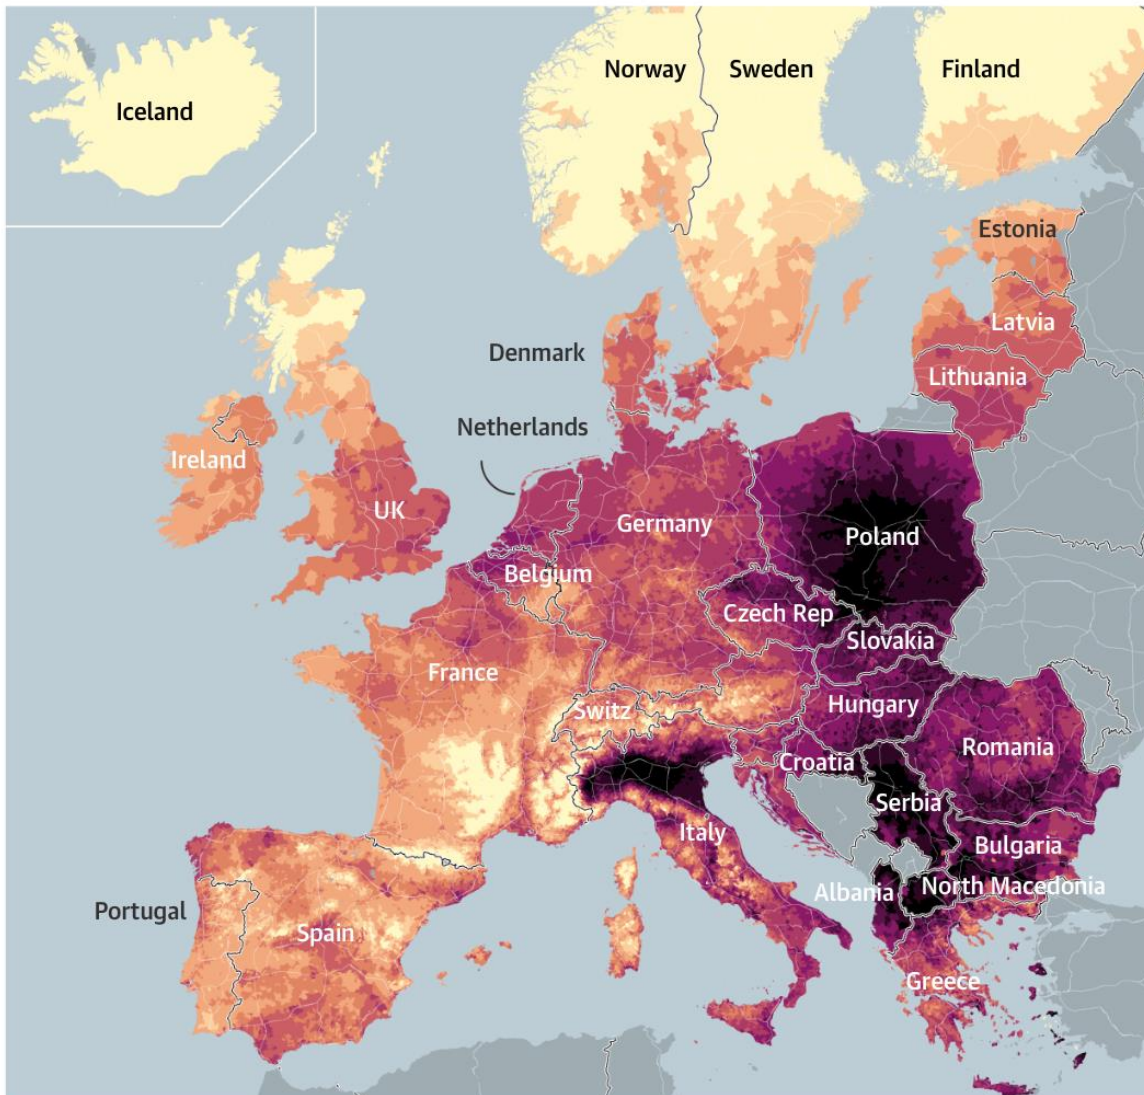 Norway
Sweden
Finland
Iceland
Estonia
Latvia
Denmark
Lithuania
Netherlands
Ireland
UK
Germany
Poland
Belgium
Czech Rep
Slovakia
France
Switz
Hungary
Romania
Croatia
Serbia
Italy
Bulgaria
Albania
North Macedonia
Portugal
Spain
Greece